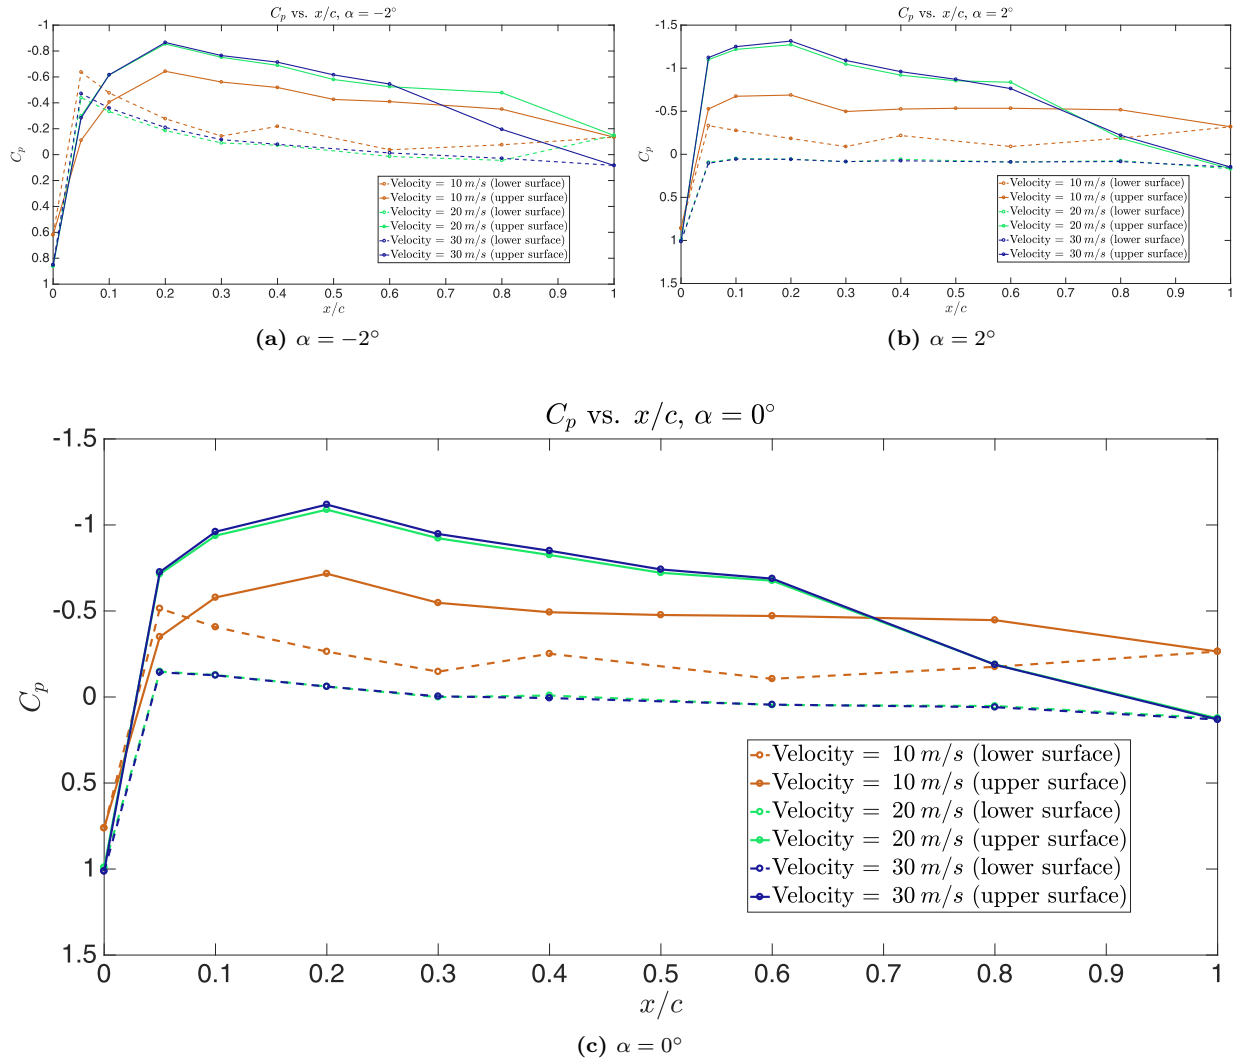 C_p vs. x/c, α = −2°
-1
-0.8
-0.6
-0.4
-0.2
0
0.2
0.4
0.6
0.8
1
C_p
0 0.1 0.2 0.3 0.4 0.5 0.6 0.7 0.8 0.9 1
x/c
Velocity = 10 m/s (lower surface)
Velocity = 10 m/s (upper surface)
Velocity = 20 m/s (lower surface)
Velocity = 20 m/s (upper surface)
Velocity = 30 m/s (lower surface)
Velocity = 30 m/s (upper surface)
(a) α = −2°
C_p vs. x/c, α = 2°
-1.5
-1
-0.5
0
0.5
1
1.5
C_p
0 0.1 0.2 0.3 0.4 0.5 0.6 0.7 0.8 0.9 1
x/c
Velocity = 10 m/s (lower surface)
Velocity = 10 m/s (upper surface)
Velocity = 20 m/s (lower surface)
Velocity = 20 m/s (upper surface)
Velocity = 30 m/s (lower surface)
Velocity = 30 m/s (upper surface)
(b) α = 2°
C_p vs. x/c, α = 0°
-1.5
-1
-0.5
0
0.5
1
1.5
C_p
0 0.1 0.2 0.3 0.4 0.5 0.6 0.7 0.8 0.9 1
x/c
Velocity = 10 m/s (lower surface)
Velocity = 10 m/s (upper surface)
Velocity = 20 m/s (lower surface)
Velocity = 20 m/s (upper surface)
Velocity = 30 m/s (lower surface)
Velocity = 30 m/s (upper surface)
(c) α = 0°